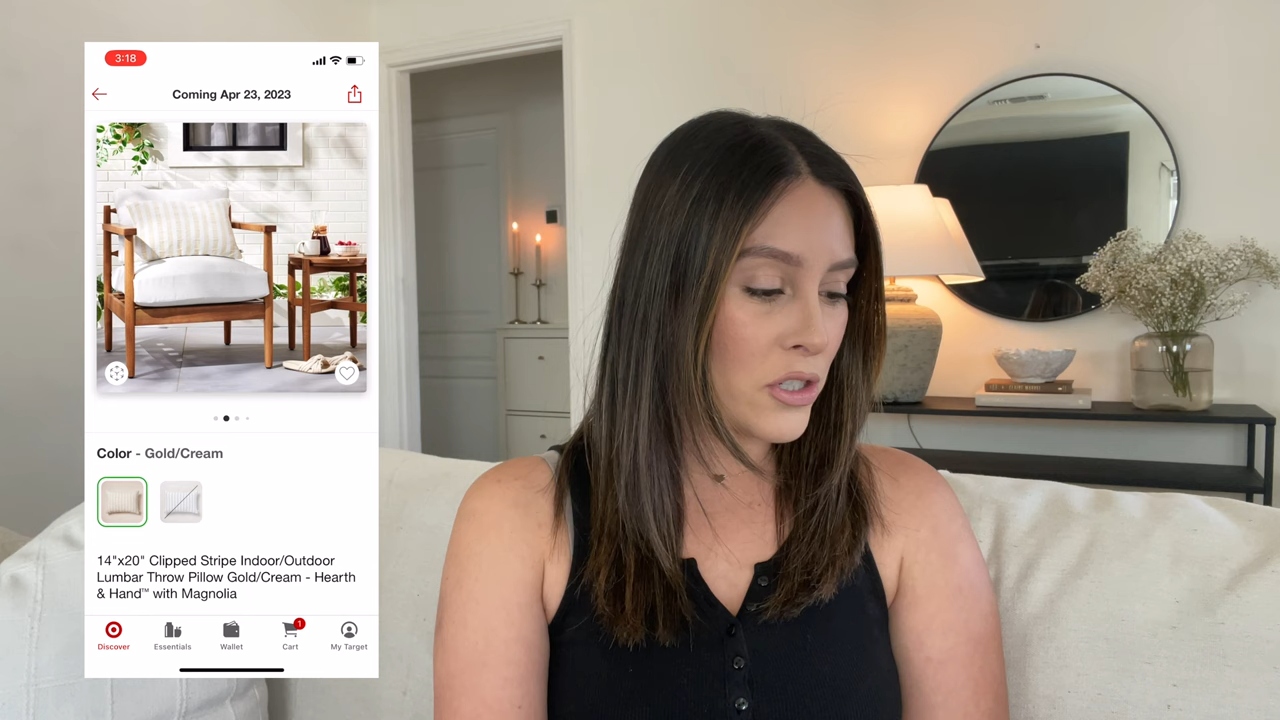 3:18
Coming Apr 23, 2023
Color - Gold/Cream
14"x20" Clipped Stripe Indoor/Outdoor
Lumbar Throw Pillow Gold/Cream - Hearth
& Hand™ with Magnolia
1
Discover
Essentials
Wallet
Cart
My Target